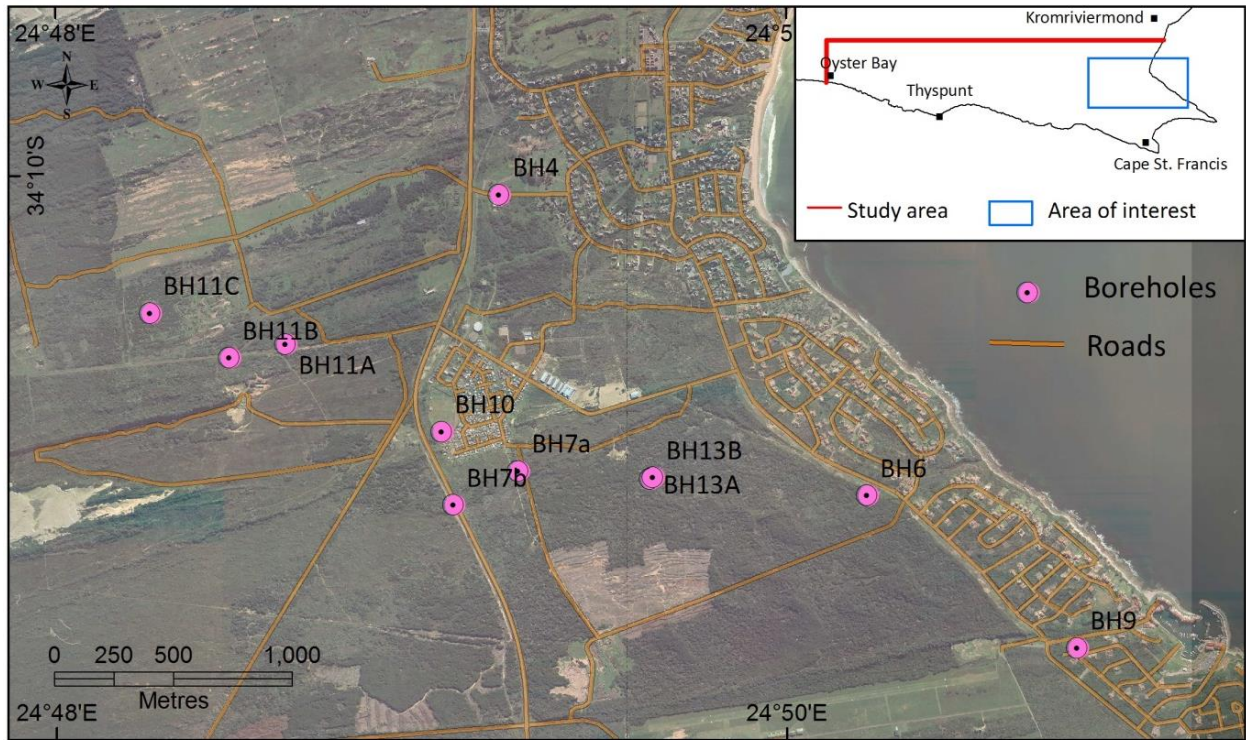 24°48'E
24°5
N
W E
S
34°10'S
Kromriviermond
Oyster Bay
Thyspunt
Cape St. Francis
Study area
Area of interest
BH4
BH11C
BH11B
BH11A
Boreholes
Roads
BH10
BH7a
BH7b
BH13B
BH13A
BH6
BH9
0 250 500 1,000
Metres
24°48'E
24°50'E